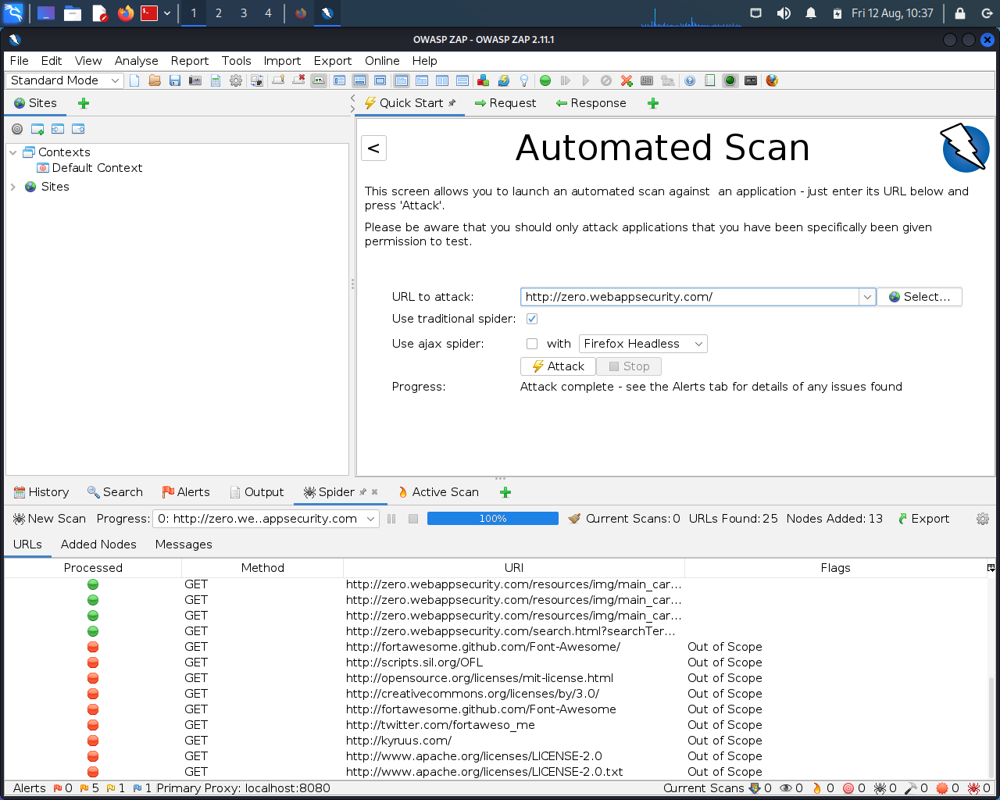 1 2 3 4 Fri 12 Aug, 10:37
OWASP ZAP - OWASP ZAP 2.11.1
File Edit View Analyse Report Tools Import Export Online Help
Standard Mode
Sites
Quick Start Request Response
<
Automated Scan
Contexts
Default Context
Sites
This screen allows you to launch an automated scan against  an application - just enter its URL below and
press 'Attack'.
Please be aware that you should only attack applications that you have been specifically been given
permission to test.
URL to attack: http://zero.webappsecurity.com/ Select...
Use traditional spider:
Use ajax spider: with Firefox Headless
Attack Stop
Progress: Attack complete - see the Alerts tab for details of any issues found
History Search Alerts Output Spider Active Scan
New Scan Progress: 0: http://zero.we..appsecurity.com 100% Current Scans: 0 URLs Found: 25 Nodes Added: 13 Export
URLs Added Nodes Messages
Processed Method URI Flags
GET http://zero.webappsecurity.com/resources/img/main_car...
GET http://zero.webappsecurity.com/resources/img/main_car...
GET http://zero.webappsecurity.com/resources/img/main_car...
GET http://zero.webappsecurity.com/search.html?searchTer...
GET http://fortawesome.github.com/Font-Awesome/ Out of Scope
GET http://scripts.sil.org/OFL Out of Scope
GET http://opensource.org/licenses/mit-license.html Out of Scope
GET http://creativecommons.org/licenses/by/3.0/ Out of Scope
GET http://fortawesome.github.com/Font-Awesome Out of Scope
GET http://twitter.com/fortaweso_me Out of Scope
GET http://kyruus.com/ Out of Scope
GET http://www.apache.org/licenses/LICENSE-2.0 Out of Scope
GET http://www.apache.org/licenses/LICENSE-2.0.txt Out of Scope
Alerts 0 5 1 1 Primary Proxy: localhost:8080 Current Scans 0 0 0 0 0 0 0 0